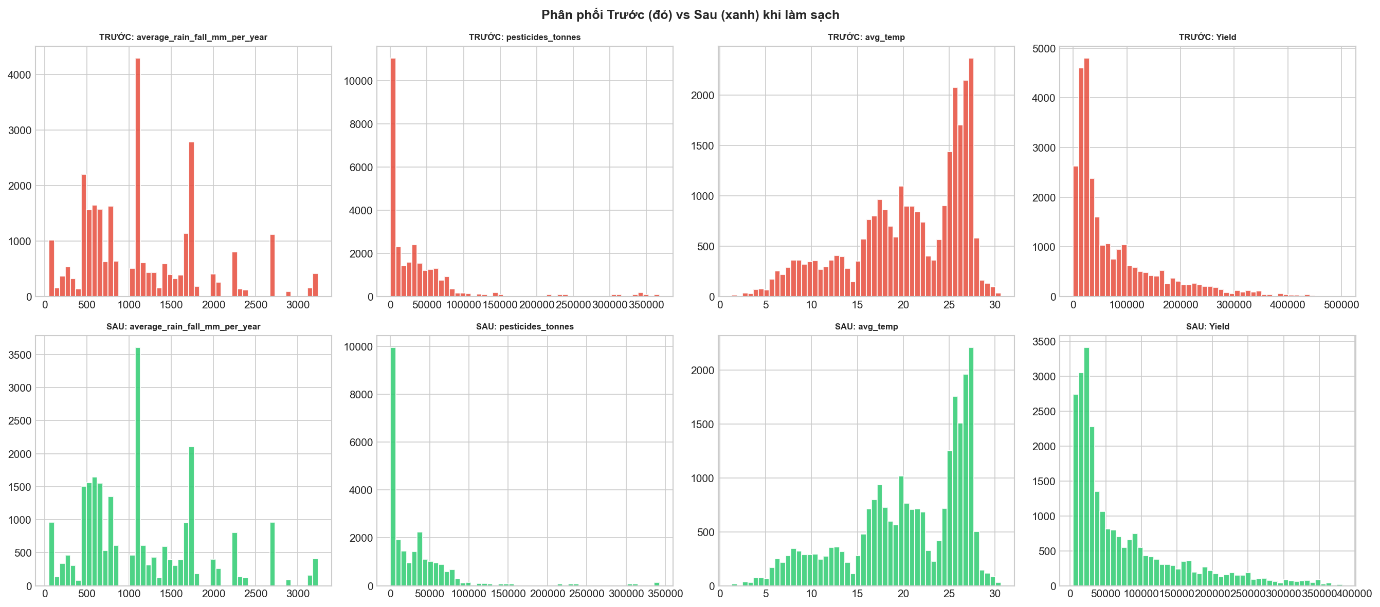 Phân phối Trước (đỏ) vs Sau (xanh) khi làm sạch
TRƯỚC: average_rain_fall_mm_per_year
4000
3000
2000
1000
0
0 500 1000 1500 2000 2500 3000
TRƯỚC: pesticides_tonnes
10000
8000
6000
4000
2000
0
0 50000 100000 150000 200000 250000 300000 350000
TRƯỚC: avg_temp
2000
1500
1000
500
0
0 5 10 15 20 25 30
TRƯỚC: Yield
5000
4000
3000
2000
1000
0
0 100000 200000 300000 400000 500000
SAU: average_rain_fall_mm_per_year
3500
3000
2500
2000
1500
1000
500
0
0 500 1000 1500 2000 2500 3000
SAU: pesticides_tonnes
10000
8000
6000
4000
2000
0
0 50000 100000 150000 200000 250000 300000 350000
SAU: avg_temp
2000
1500
1000
500
0
0 5 10 15 20 25 30
SAU: Yield
3500
3000
2500
2000
1500
1000
500
0
0 50000 100000 150000 200000 250000 300000 350000 400000